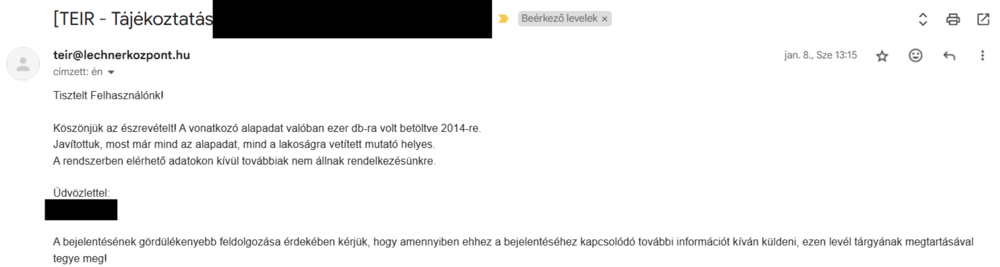 [TEIR - Tájékoztatás
Beérkező levelek ×
teir@lechnerkozpont.hu
jan. 8., Sze 13:15
címzett: én
Tisztelt Felhasználónk!
Köszönjük az észrevételt! A vonatkozó alapadat valóban ezer db-ra volt betöltve 2014-re.
Javítottuk, most már mind az alapadat, mind a lakoságra vetített mutató helyes.
A rendszerben elérhető adatokon kívül továbbiak nem állnak rendelkezésünkre.
Üdvözlettel:
A bejelentésének gördülékenyebb feldolgozása érdekében kérjük, hogy amennyiben ehhez a bejelentéséhez kapcsolódó további információt kíván küldeni, ezen levél tárgyának megtartásával
tegye meg!